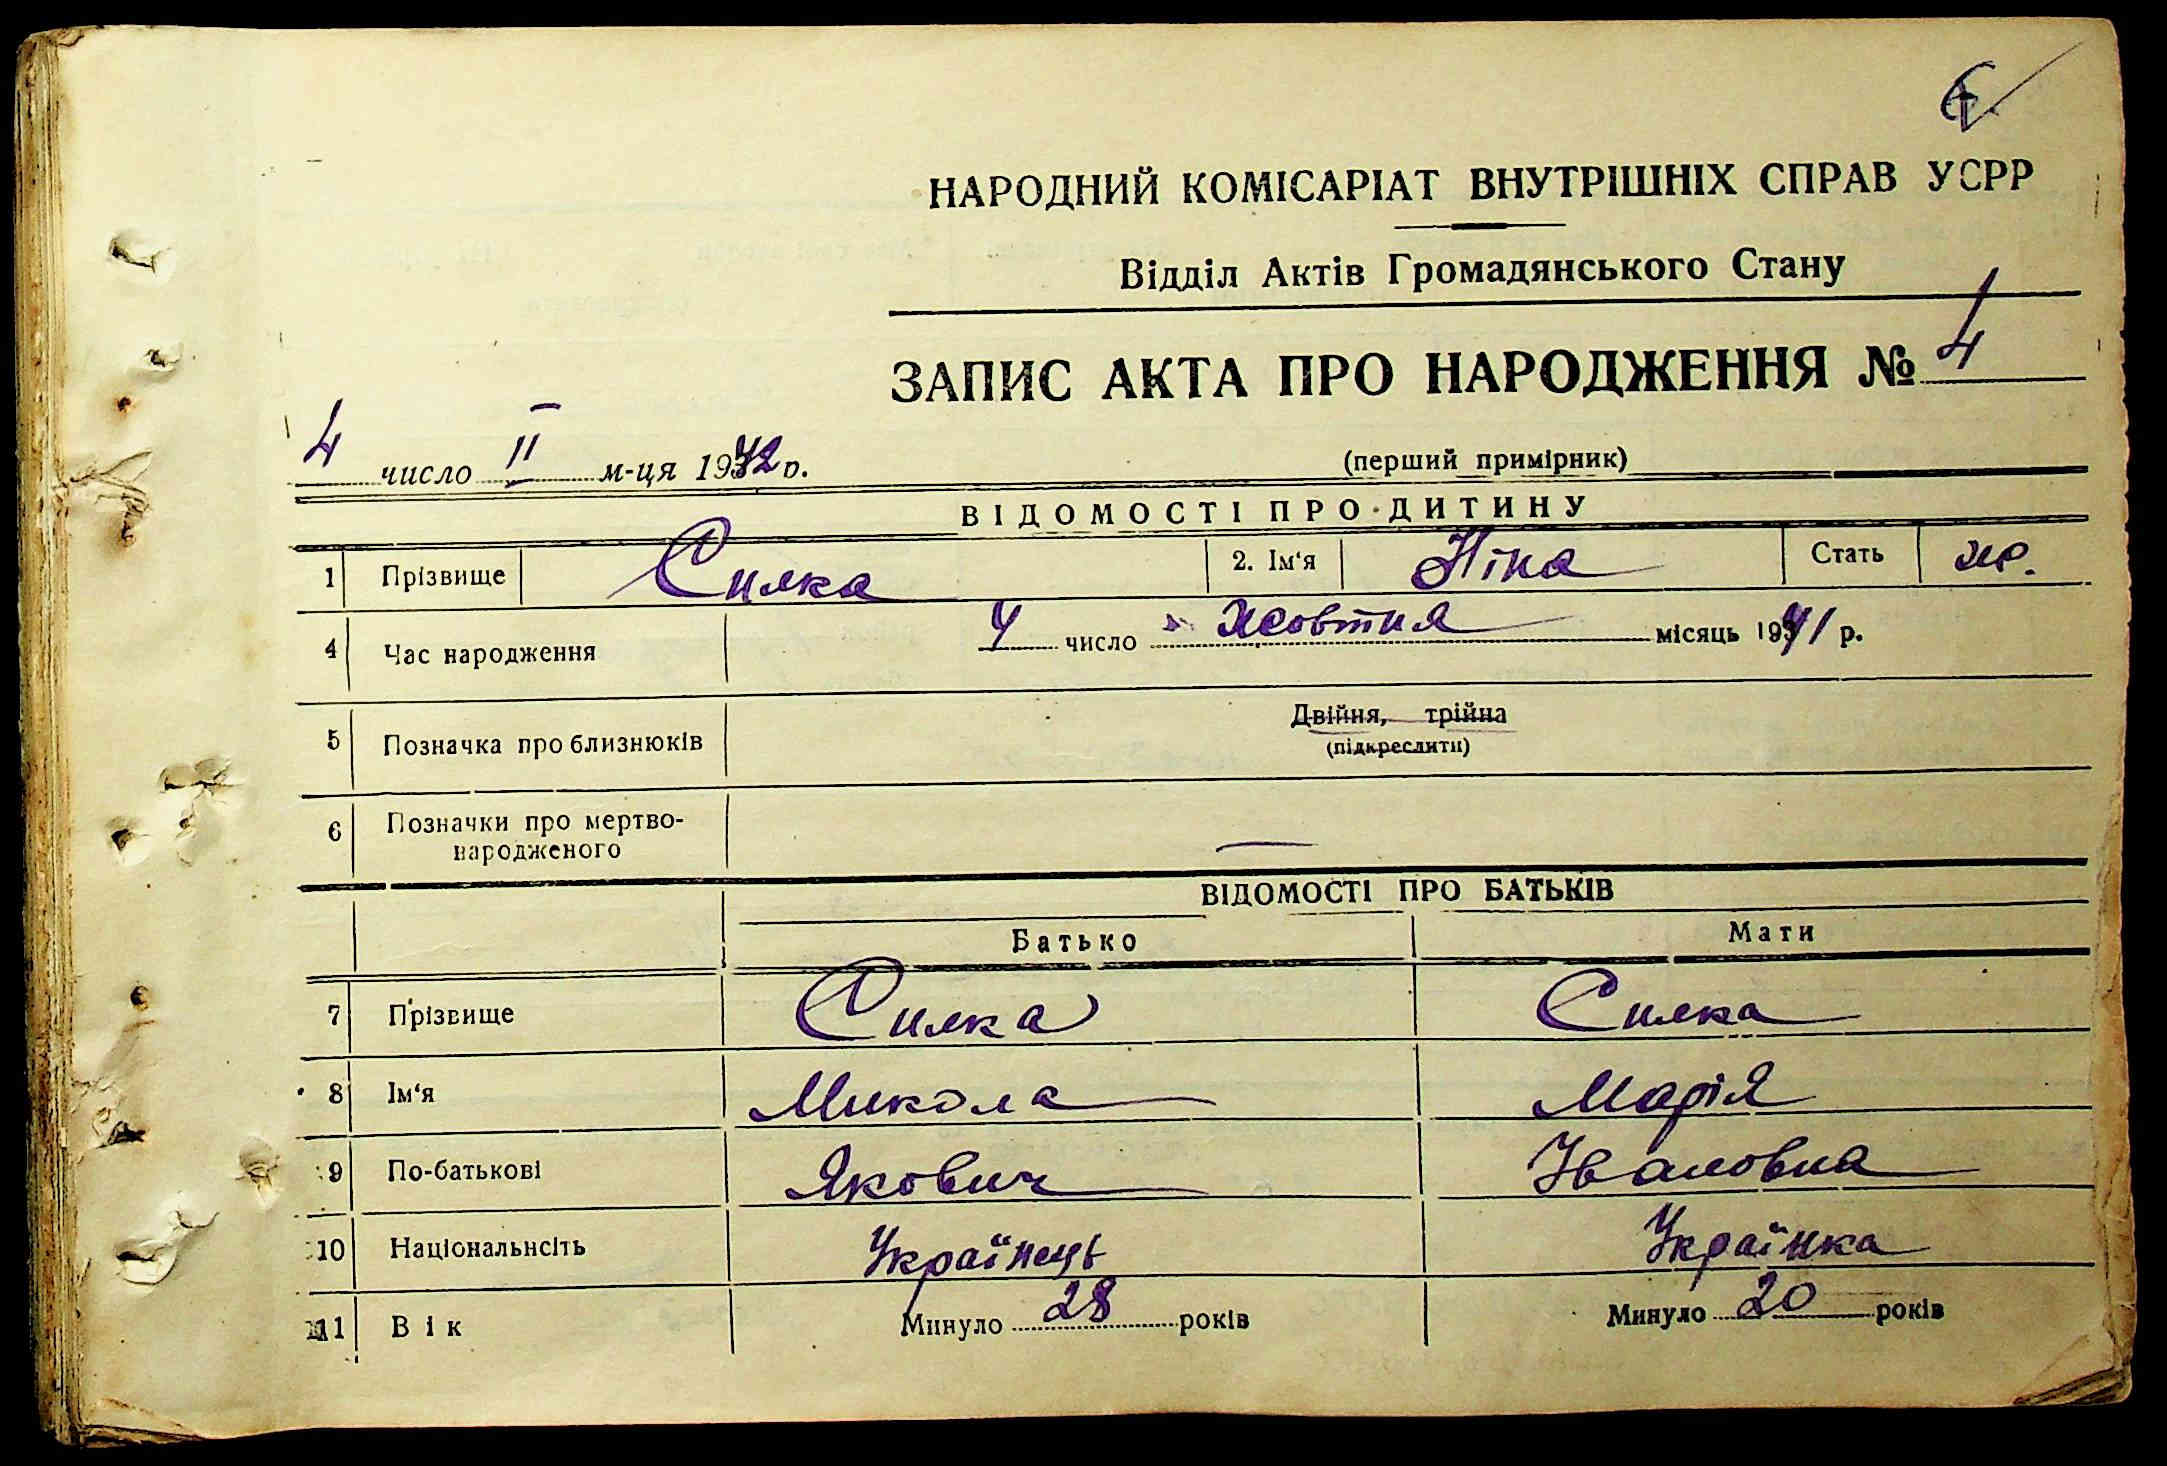 6
НАРОДНИЙ КОМІСАРІАТ ВНУТРІШНІХ СПРАВ УСРР
Відділ Актів Громадянського Стану
ЗАПИС АКТА ПРО НАРОДЖЕННЯ № 4
4 число II м-ця 1942 р.
(перший примірник)
ВІДОМОСТІ ПРО ДИТИНУ
1 Прізвище Силка 2. Ім‘я Ніна Стать ж.
4 Час народження 4 число Жовтня місяць 1941 р.
5 Позначка про близнюків Двійня, трійна
(підкреслити)
6 Позначки про мертво-
народженого —
ВІДОМОСТІ ПРО БАТЬКІВ
Батько Мати
7 Прізвище Силка Силка
8 Ім‘я Микола Марія
9 По-батькові Якович Івановна
10 Національнсіть Українець Українка
11 Вік Минуло 28 років Минуло 20 років